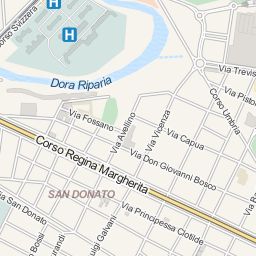 Corso Svizzera
H
H
Dora Riparia
Via Trevis
Via Pistoi
Corso Umbria
Via Fossano
Via Avellino
Via Vicenza
Via Capua
Corso Regina Margherita
Via Don Giovanni Bosco
SAN DONATO
Via San Donato
Via Principessa Clotilde
Luigi Galvani
Bossi